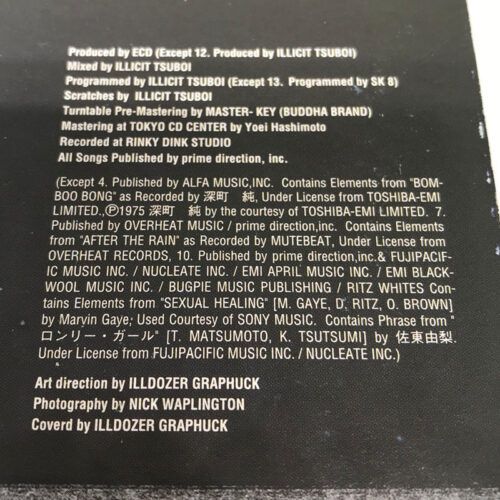 Produced by ECD (Except 12. Produced by ILLICIT TSUBOI)
Mixed by ILLICIT TSUBOI
Programmed by ILLICIT TSUBOI (Except 13. Programmed by SK 8)
Scratches by ILLICIT TSUBOI
Turntable Pre-Mastering by MASTER- KEY (BUDDHA BRAND)
Mastering at TOKYO CD CENTER by Yoei Hashimoto
Recorded at RINKY DINK STUDIO
All Songs Published by prime direction, inc.
(Except 4. Published by ALFA MUSIC,INC. Contains Elements from "BOM-
BOO BONG" as Recorded by 深町 純, Under License from TOSHIBA-EMI
LIMITED.,Ⓟ1975 深町 純 by the courtesy of TOSHIBA-EMI LIMITED. 7.
Published by OVERHEAT MUSIC / prime direction,inc. Contains Elements
from "AFTER THE RAIN" as Recorded by MUTEBEAT, Under License from
OVERHEAT RECORDS, 10. Published by prime direction,inc.& FUJIPACIF-
IC MUSIC INC. / NUCLEATE INC. / EMI APRIL MUSIC INC. / EMI BLACK-
WOOL MUSIC INC. / BUGPIE MUSIC PUBLISHING / RITZ WHITES Con-
tains Elements from "SEXUAL HEALING" [M. GAYE, D. RITZ, O. BROWN]
by Marvin Gaye; Used Courtesy of SONY MUSIC. Contains Phrase from "
ロンリー・ガール" [T. MATSUMOTO, K. TSUTSUMI] by 佐東由梨.
Under License from FUJIPACIFIC MUSIC INC. / NUCLEATE INC.)
Art direction by ILLDOZER GRAPHUCK
Photography by NICK WAPLINGTON
Coverd by ILLDOZER GRAPHUCK